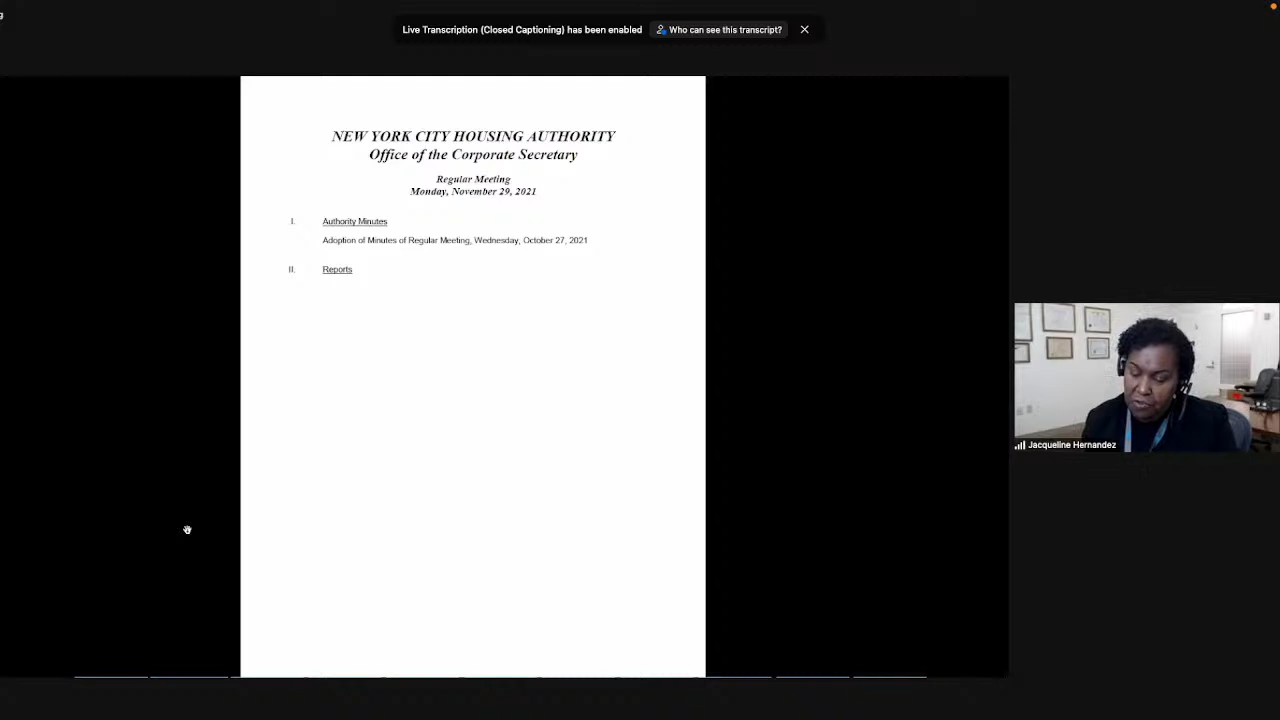 Live Transcription (Closed Captioning) has been enabled
Who can see this transcript?
NEW YORK CITY HOUSING AUTHORITY
Office of the Corporate Secretary
Regular Meeting
Monday, November 29, 2021
I. Authority Minutes
Adoption of Minutes of Regular Meeting, Wednesday, October 27, 2021
II. Reports
Jacqueline Hernandez